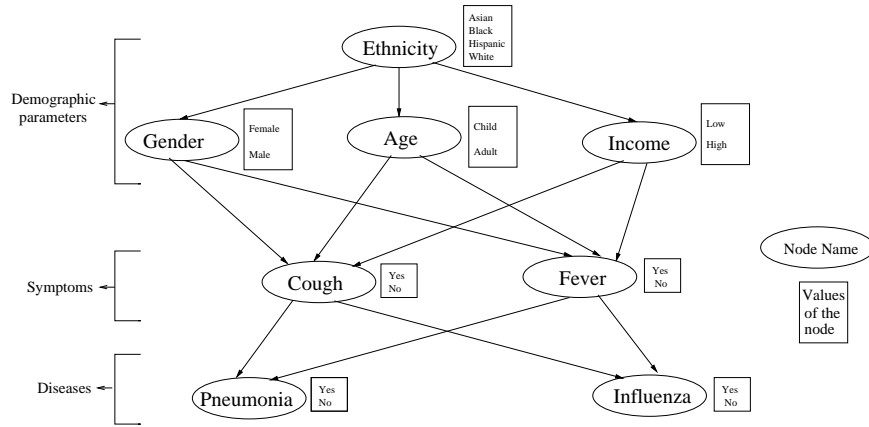 Asian
Black
Hispanic
White
Ethnicity
Demographic
parameters
Gender
Female
Male
Age
Child
Adult
Income
Low
High
Symptoms
Cough
Yes
No
Fever
Yes
No
Node Name
Values
of the
node
Diseases
Pneumonia
Yes
No
Influenza
Yes
No